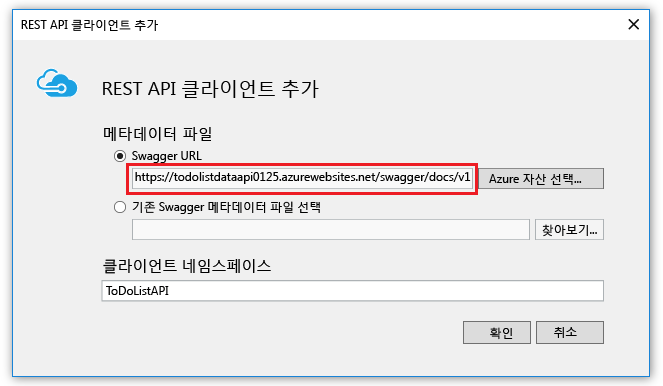 REST API 클라이언트 추가
REST API 클라이언트 추가
메타데이터 파일
Swagger URL
https://todolistdataapi0125.azurewebsites.net/swagger/docs/v1
Azure 자산 선택...
기존 Swagger 메타데이터 파일 선택
찾아보기...
클라이언트 네임스페이스
ToDoListAPI
확인
취소